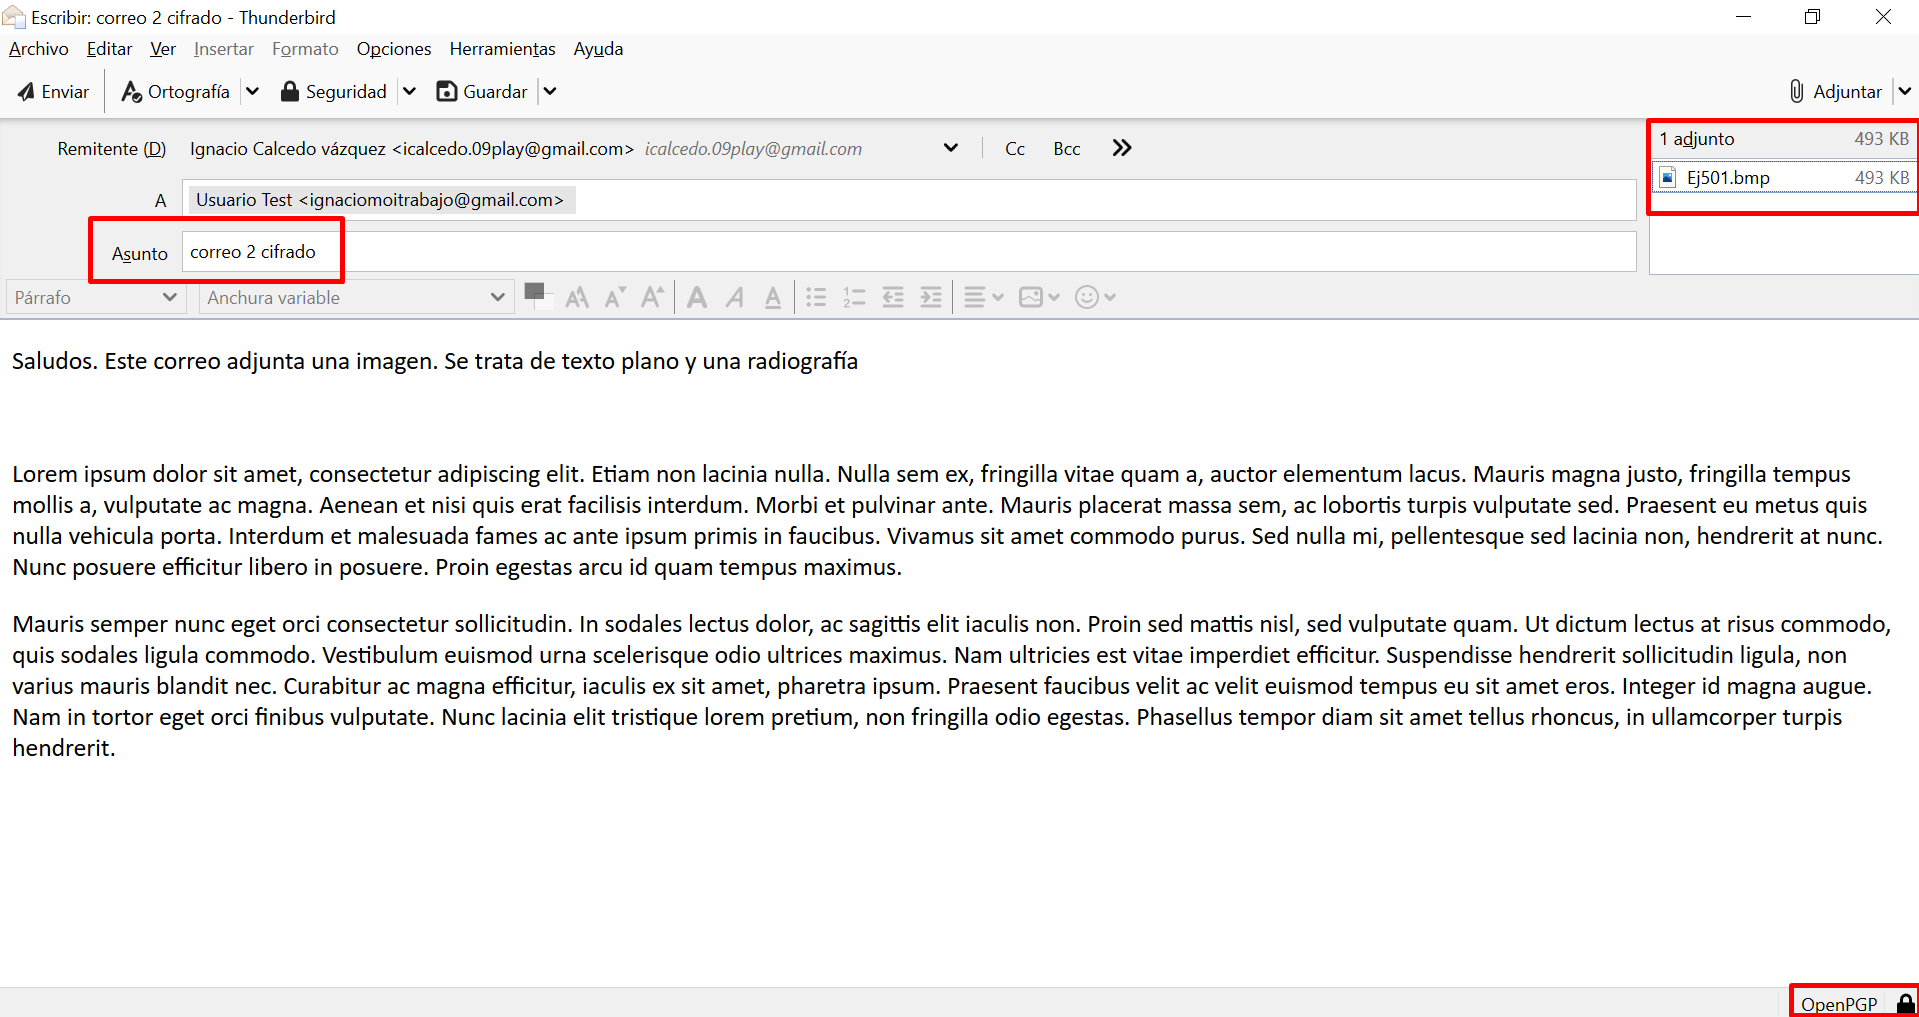 Escribir: correo 2 cifrado - Thunderbird
Archivo Editar Ver Insertar Formato Opciones Herramientas Ayuda
Enviar Ortografía Seguridad Guardar Adjuntar
Remitente (D) Ignacio Calcedo vázquez <icalcedo.09play@gmail.com> icalcedo.09play@gmail.com Cc Bcc
1 adjunto 493 KB
Ej501.bmp 493 KB
A Usuario Test <ignaciomoitrabajo@gmail.com>
Asunto correo 2 cifrado
Párrafo Anchura variable
Saludos. Este correo adjunta una imagen. Se trata de texto plano y una radiografía
Lorem ipsum dolor sit amet, consectetur adipiscing elit. Etiam non lacinia nulla. Nulla sem ex, fringilla vitae quam a, auctor elementum lacus. Mauris magna justo, fringilla tempus
mollis a, vulputate ac magna. Aenean et nisi quis erat facilisis interdum. Morbi et pulvinar ante. Mauris placerat massa sem, ac lobortis turpis vulputate sed. Praesent eu metus quis
nulla vehicula porta. Interdum et malesuada fames ac ante ipsum primis in faucibus. Vivamus sit amet commodo purus. Sed nulla mi, pellentesque sed lacinia non, hendrerit at nunc.
Nunc posuere efficitur libero in posuere. Proin egestas arcu id quam tempus maximus.
Mauris semper nunc eget orci consectetur sollicitudin. In sodales lectus dolor, ac sagittis elit iaculis non. Proin sed mattis nisl, sed vulputate quam. Ut dictum lectus at risus commodo,
quis sodales ligula commodo. Vestibulum euismod urna scelerisque odio ultrices maximus. Nam ultricies est vitae imperdiet efficitur. Suspendisse hendrerit sollicitudin ligula, non
varius mauris blandit nec. Curabitur ac magna efficitur, iaculis ex sit amet, pharetra ipsum. Praesent faucibus velit ac velit euismod tempus eu sit amet eros. Integer id magna augue.
Nam in tortor eget orci finibus vulputate. Nunc lacinia elit tristique lorem pretium, non fringilla odio egestas. Phasellus tempor diam sit amet tellus rhoncus, in ullamcorper turpis
hendrerit.
OpenPGP